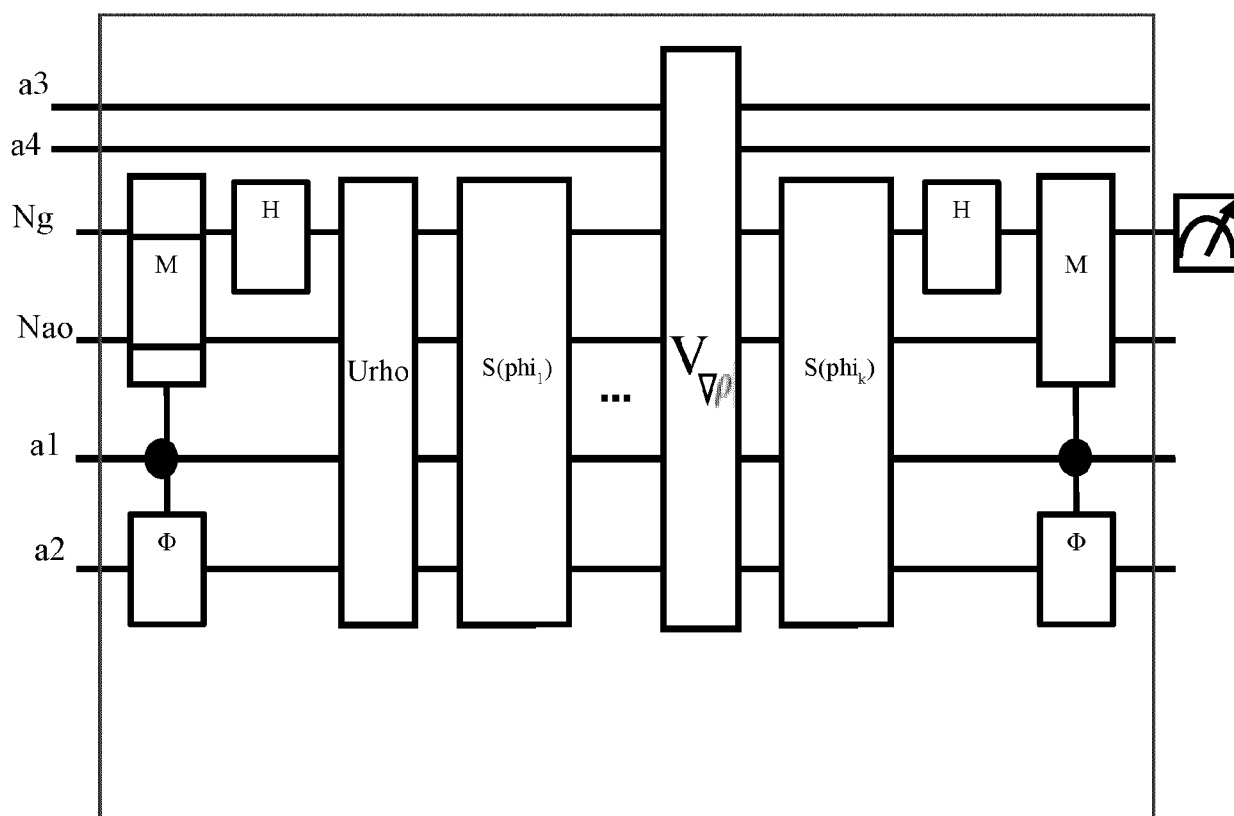 a3
a4
Ng
Nao
a1
a2
M
Φ
H
Urho
S(phi₁)
...
V∇ρ
S(phiₖ)
H
M
Φ